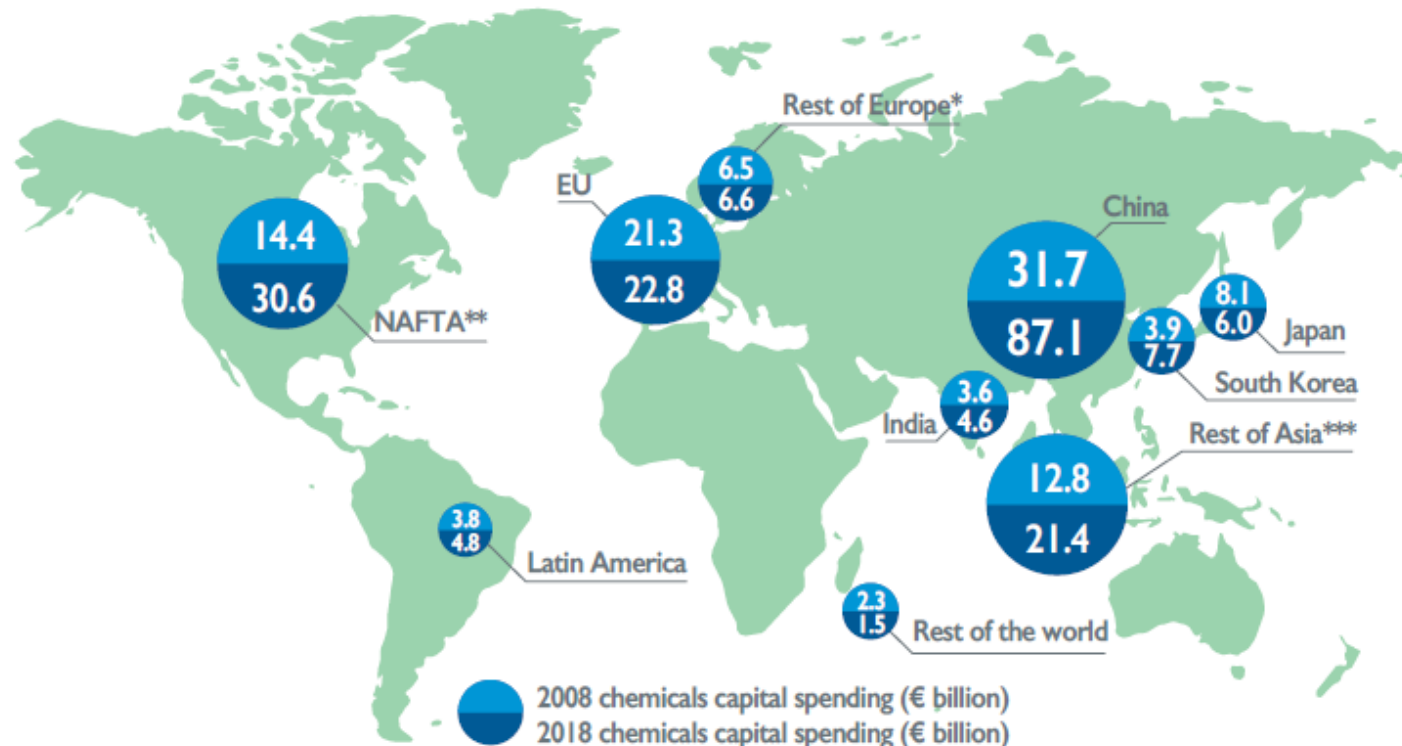 Rest of Europe*
6.5
6.6
EU
21.3
22.8
14.4
30.6
NAFTA**
China
31.7
87.1
8.1
6.0
Japan
3.9
7.7
South Korea
3.6
4.6
India
Rest of Asia***
12.8
21.4
3.8
4.8
Latin America
2.3
1.5
Rest of the world
2008 chemicals capital spending (€ billion)
2018 chemicals capital spending (€ billion)